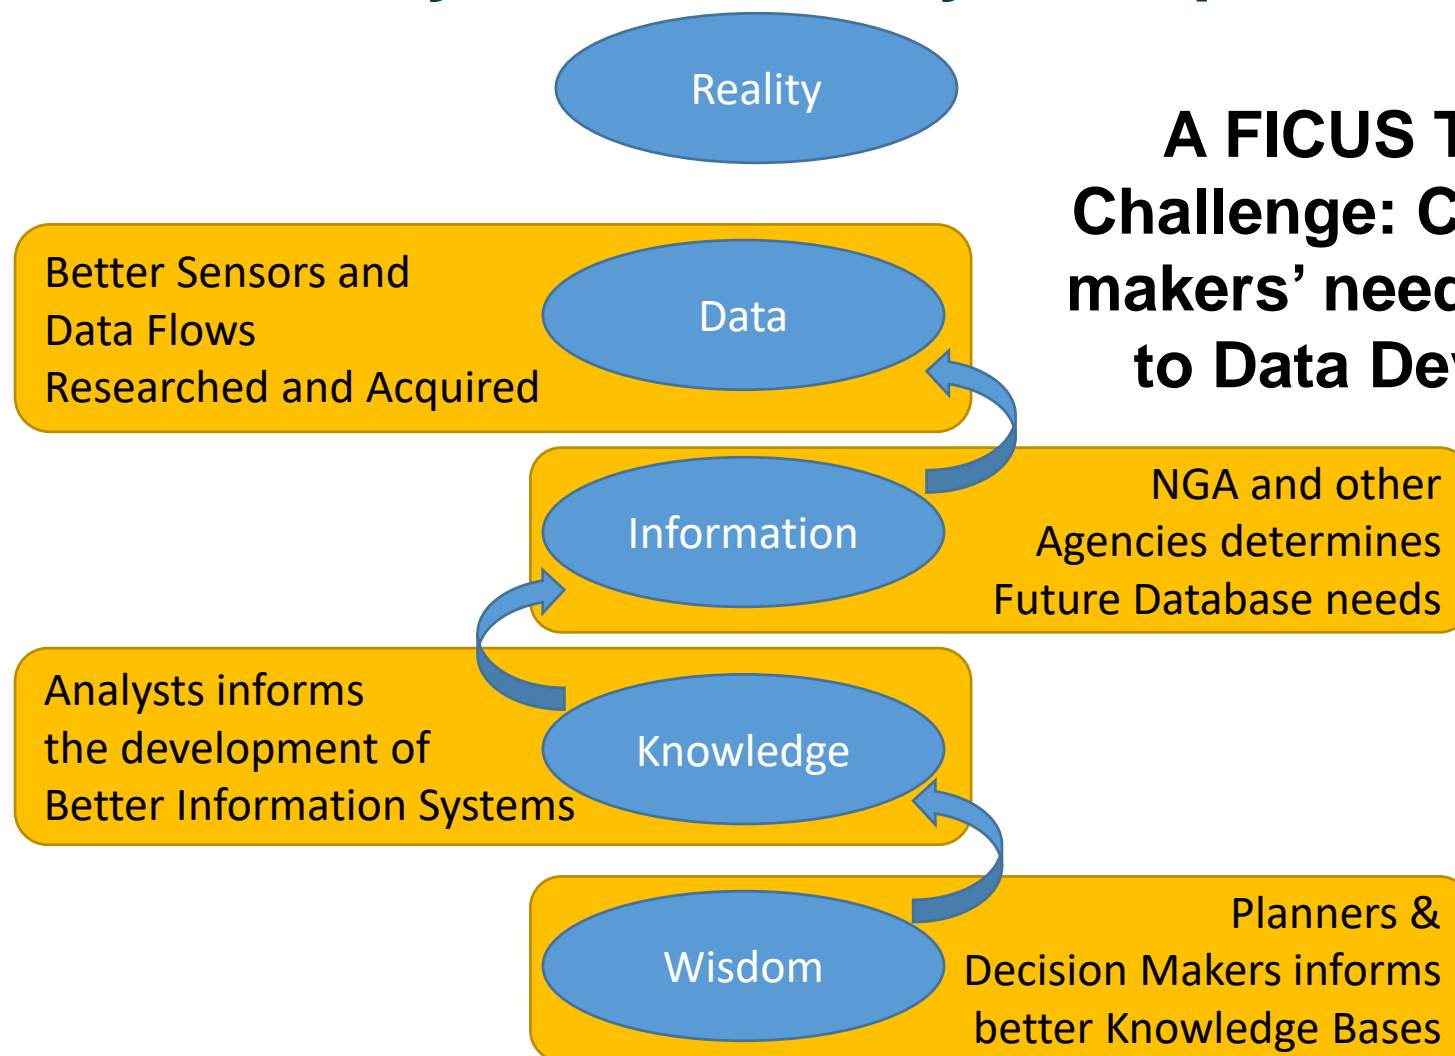 Reality
A FICUS
Challenge:
makers’
to Data
Better Sensors and
Data Flows
Researched and Acquired
Data
Information
NGA and other
Agencies determines
Future Database needs
Analysts informs
the development of
Better Information Systems
Knowledge
Wisdom
Planners &
Decision Makers informs
better Knowledge Bases